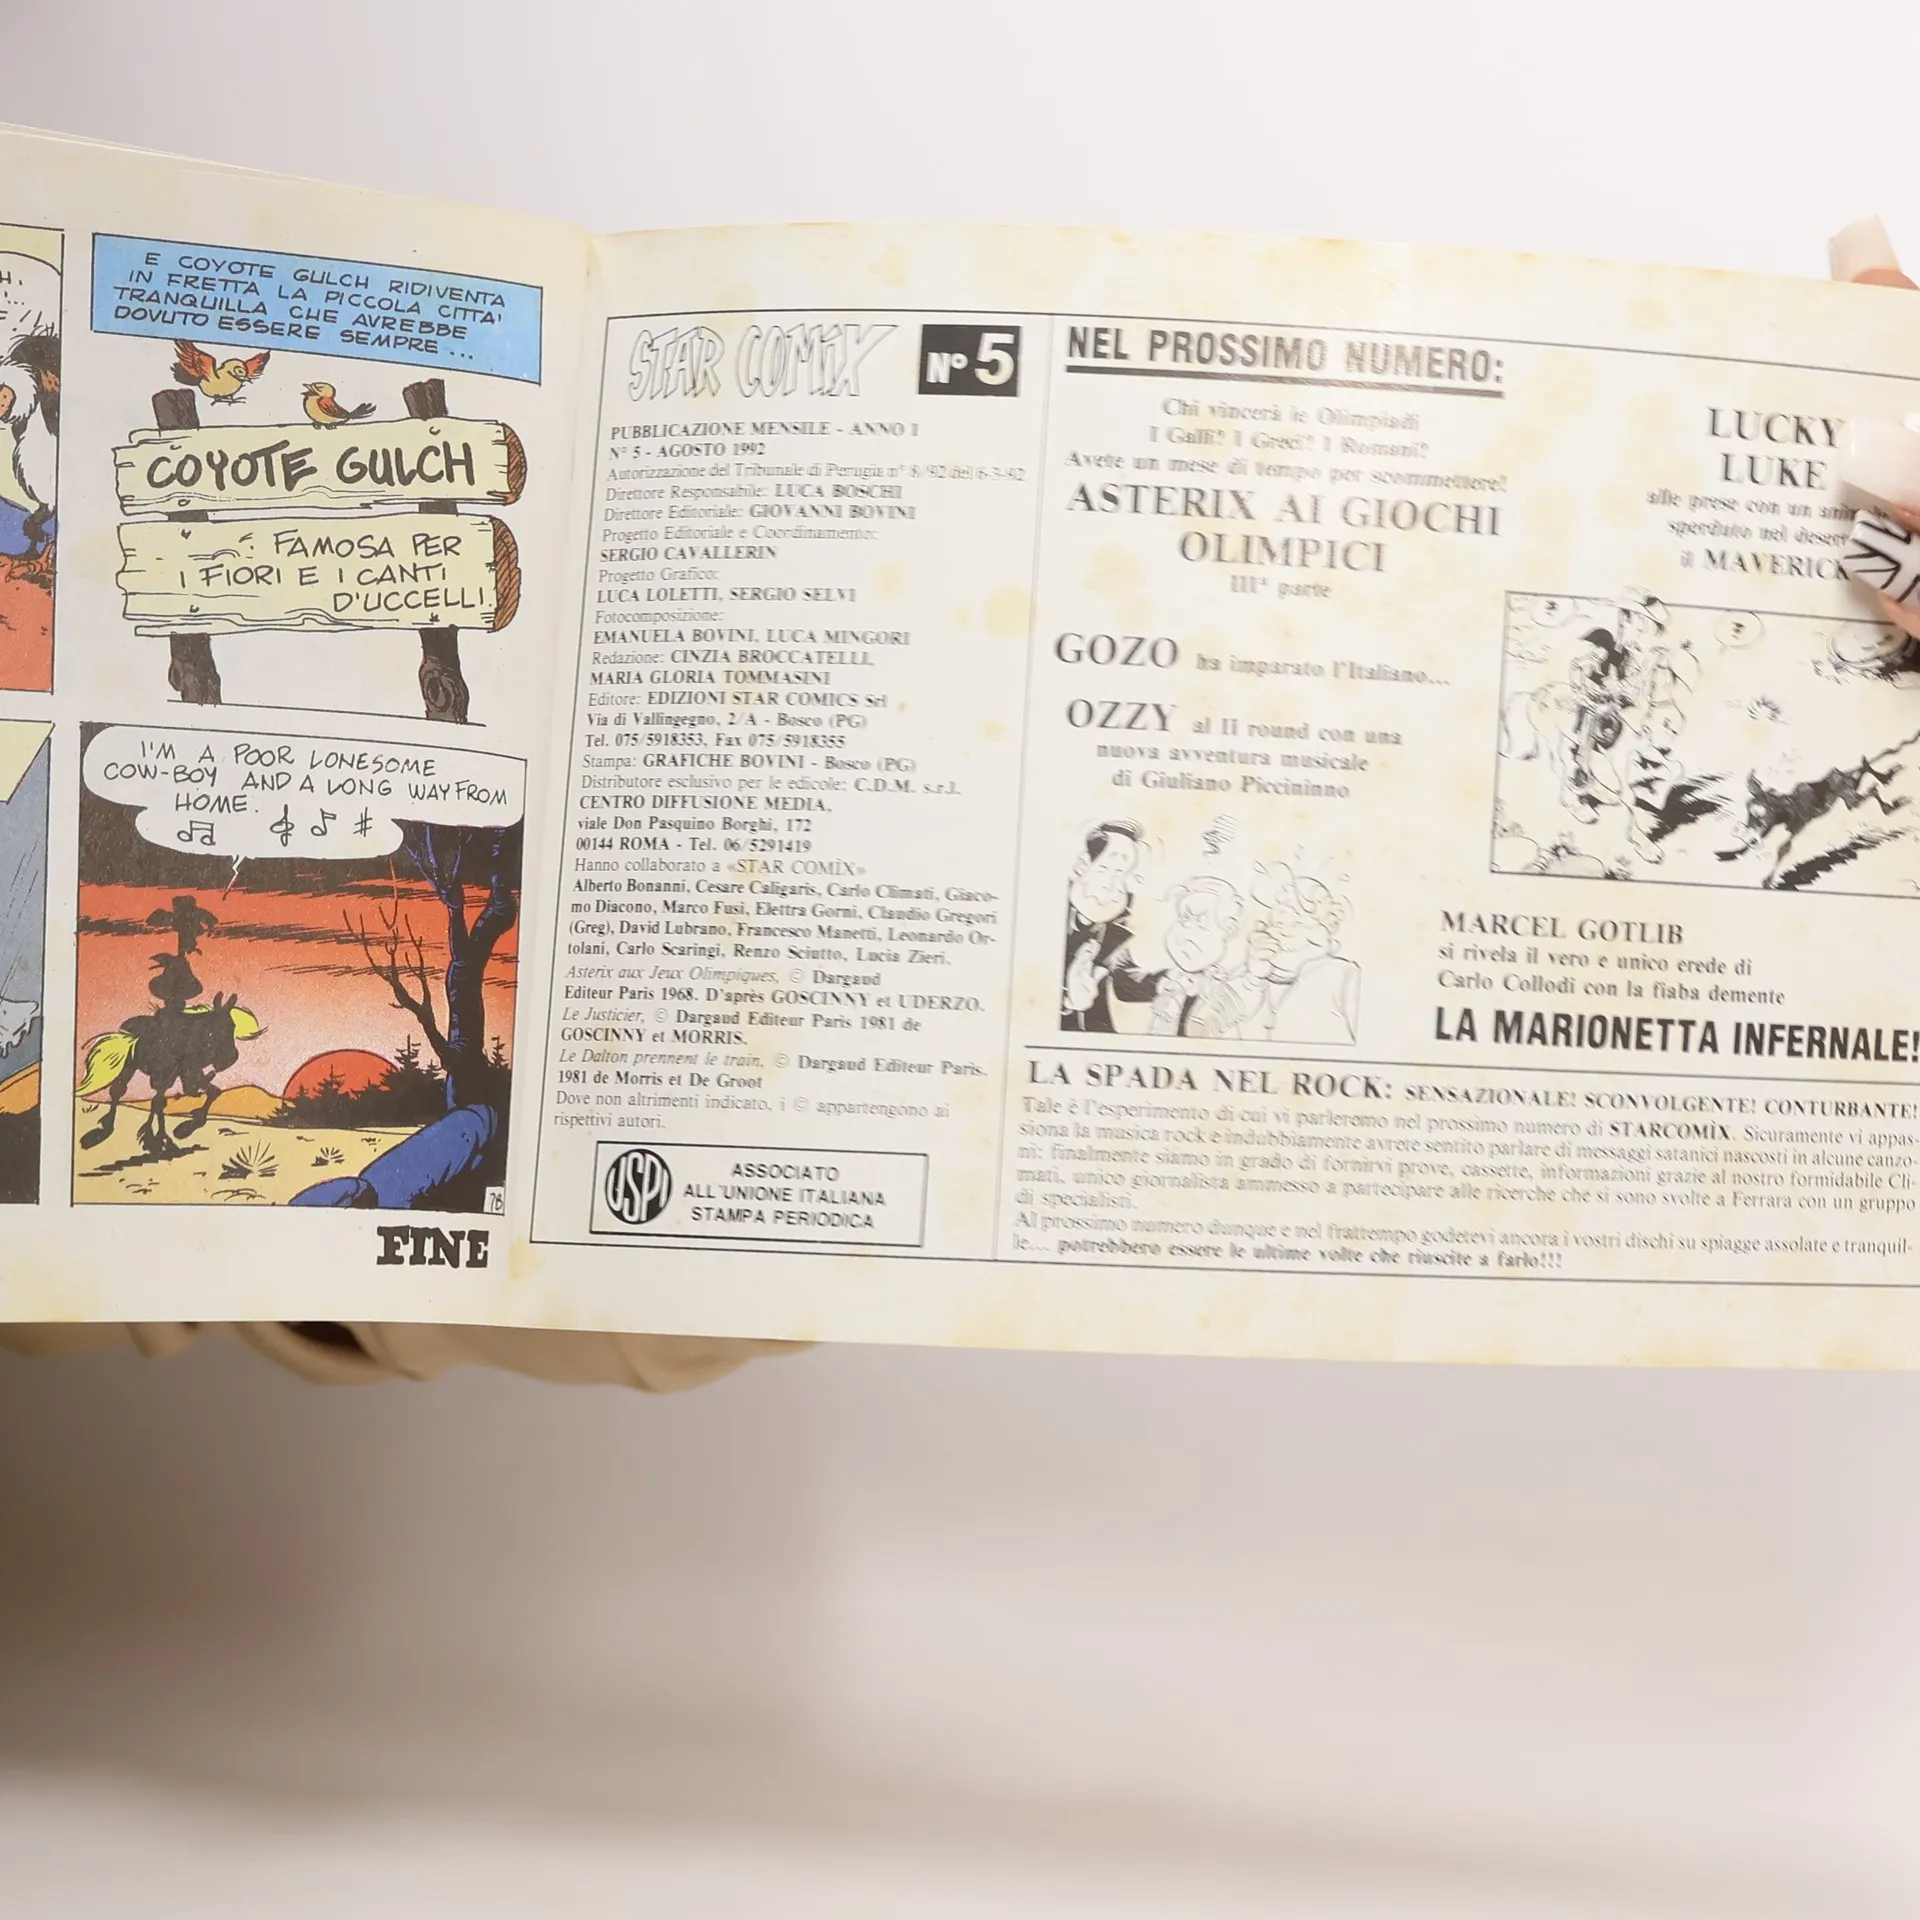 E COYOTE GULCH RIDIVENTA
IN FRETTA LA PICCOLA CITTA'
TRANQUILLA CHE AVREBBE
DOVUTO ESSERE SEMPRE...
COYOTE GULCH
FAMOSA PER
I FIORI E I CANTI
D'UCCELLI.
I'M A POOR LONESOME
COW-BOY AND A LONG WAY FROM
HOME.
7B
FINE
STAR COMIX
N° 5
PUBBLICAZIONE MENSILE - ANNO I
N° 5 - AGOSTO 1992
Autorizzazione del Tribunale di Perugia n° 8/92 del 6-3-92
Direttore Responsabile: LUCA BOSCHI
Direttore Editoriale: GIOVANNI BOVINI
Progetto Editoriale e Coordinamento:
SERGIO CAVALLERIN
Progetto Grafico:
LUCA LOLETTI, SERGIO SELVI
Fotocomposizione:
EMANUELA BOVINI, LUCA MINGORI
Redazione: CINZIA BROCCATELLI,
MARIA GLORIA TOMMASINI
Editore: EDIZIONI STAR COMICS Srl
Via di Vallingegno, 2/A - Bosco (PG)
Tel. 075/5918353, Fax 075/5918355
Stampa: GRAFICHE BOVINI - Bosco (PG)
Distributore esclusivo per le edicole: C.D.M. s.r.l.
CENTRO DIFFUSIONE MEDIA,
viale Don Pasquino Borghi, 172
00144 ROMA - Tel. 06/5291419
Hanno collaborato a «STAR COMÌX»
Alberto Bonanni, Cesare Caligaris, Carlo Climati, Giaco-
mo Diacono, Marco Fusi, Elettra Gorni, Claudio Gregori
(Greg), David Lubrano, Francesco Manetti, Leonardo Or-
tolani, Carlo Scaringi, Renzo Sciutto, Lucia Zieri.
Asterix aux Jeux Olimpiques, © Dargaud
Editeur Paris 1968. D'après GOSCINNY et UDERZO.
Le Justicier, © Dargaud Editeur Paris 1981 de
GOSCINNY et MORRIS.
Le Dalton prennent le train, © Dargaud Editeur Paris.
1981 de Morris et De Groot
Dove non altrimenti indicato, i © appartengono ai
rispettivi autori.
USPI
ASSOCIATO
ALL'UNIONE ITALIANA
STAMPA PERIODICA
NEL PROSSIMO NUMERO:
Chi vincerà le Olimpiadi
I Galli? I Greci? I Romani?
Avete un mese di tempo per scommettere!
ASTERIX AI GIOCHI
OLIMPICI
IIIª parte
GOZO ha imparato l'Italiano...
OZZY al II round con una
nuova avventura musicale
di Giuliano Piccininno
LUCKY
LUKE
alle prese con un
sperduto nel
il MAVERICK
MARCEL GOTLIB
si rivela il vero e unico erede di
Carlo Collodi con la fiaba demente
LA MARIONETTA INFERNALE!
LA SPADA NEL ROCK: SENSAZIONALE! SCONVOLGENTE! CONTURBANTE!
Tale è l'esperimento di cui vi parleremo nel prossimo numero di STARCOMÌX. Sicuramente vi appas-
siona la musica rock e indubbiamente avrete sentito parlare di messaggi satanici nascosti in alcune canzo-
ni: finalmente siamo in grado di fornirvi prove, cassette, informazioni grazie al nostro formidabile Cli-
mati, unico giornalista ammesso a partecipare alle ricerche che si sono svolte a Ferrara con un gruppo
di specialisti.
Al prossimo numero dunque e nel frattempo godetevi ancora i vostri dischi su spiagge assolate e tranquil-
le... potrebbero essere le ultime volte che riuscite a farlo!!!